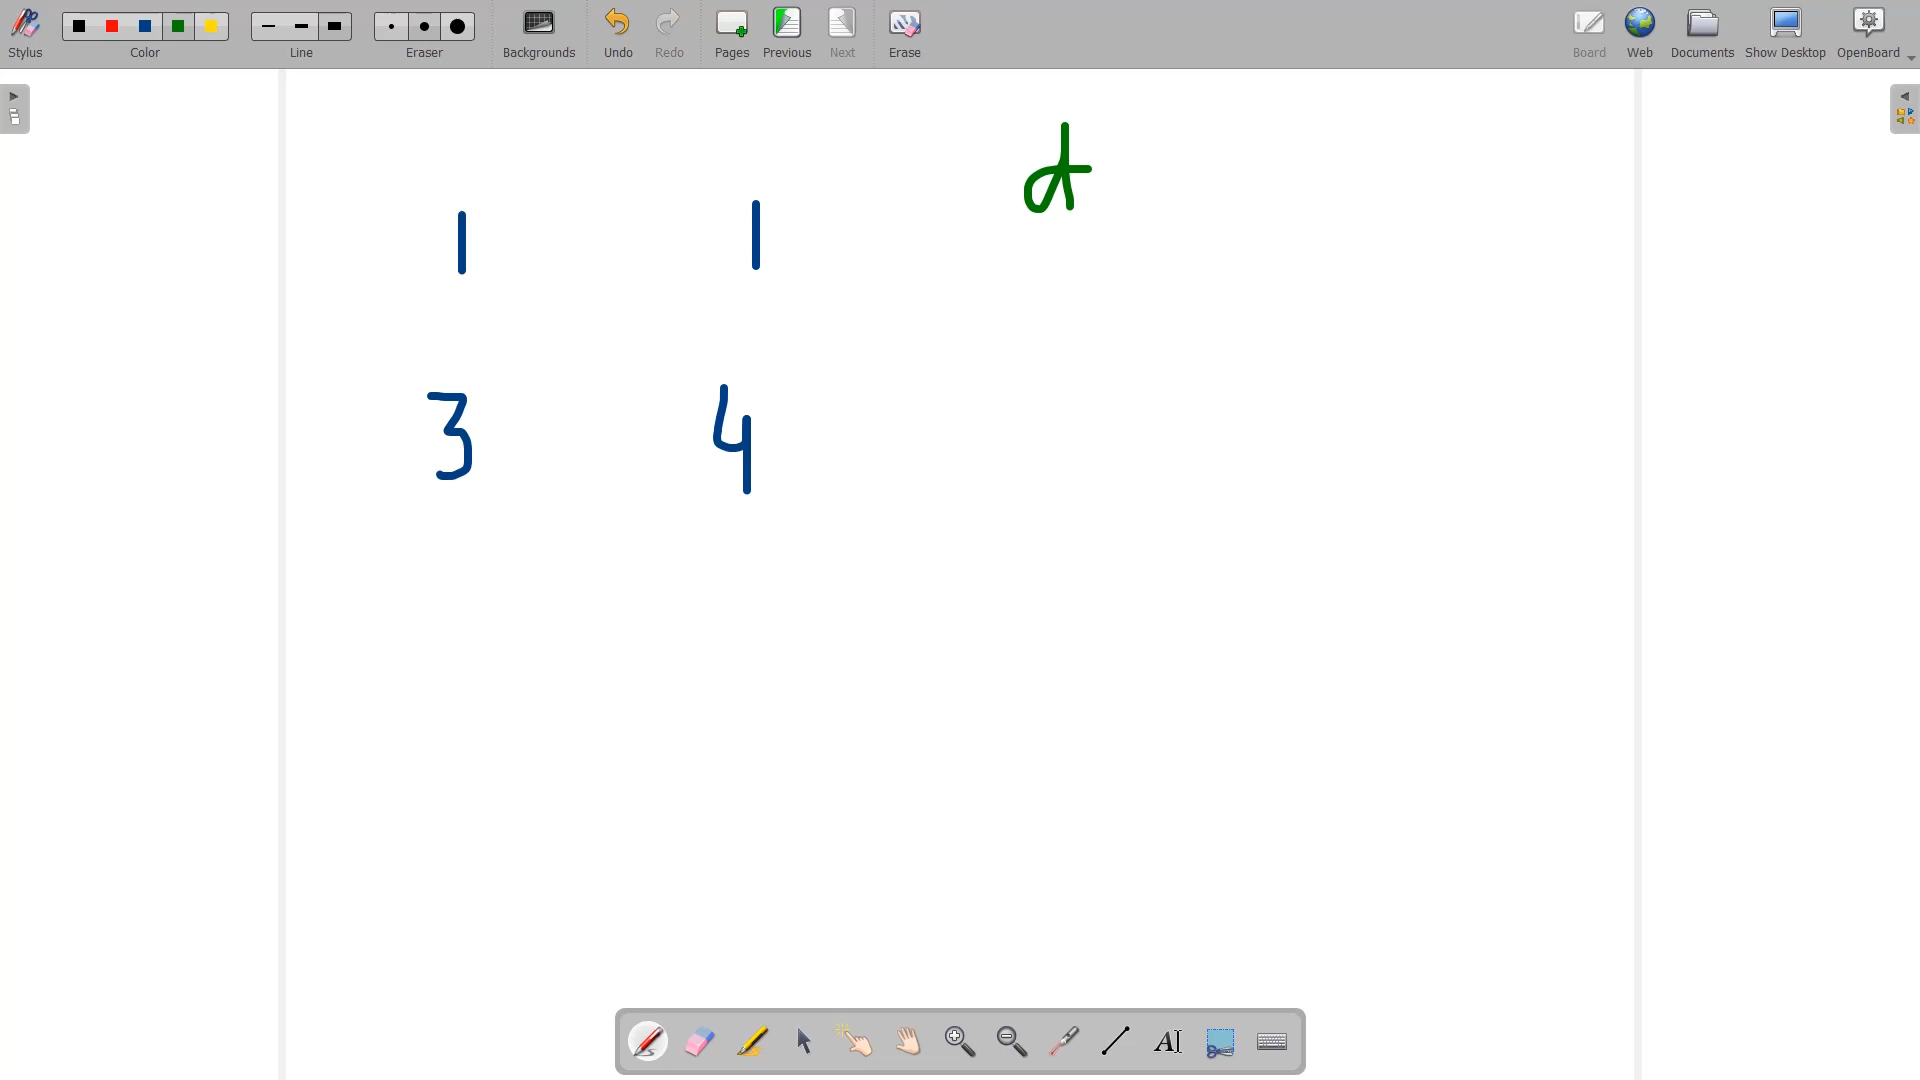 Stylus Color Line Eraser Backgrounds Undo Redo Pages Previous Next Erase Board Web Documents Show Desktop OpenBoard
d
1 1
3 4
AI